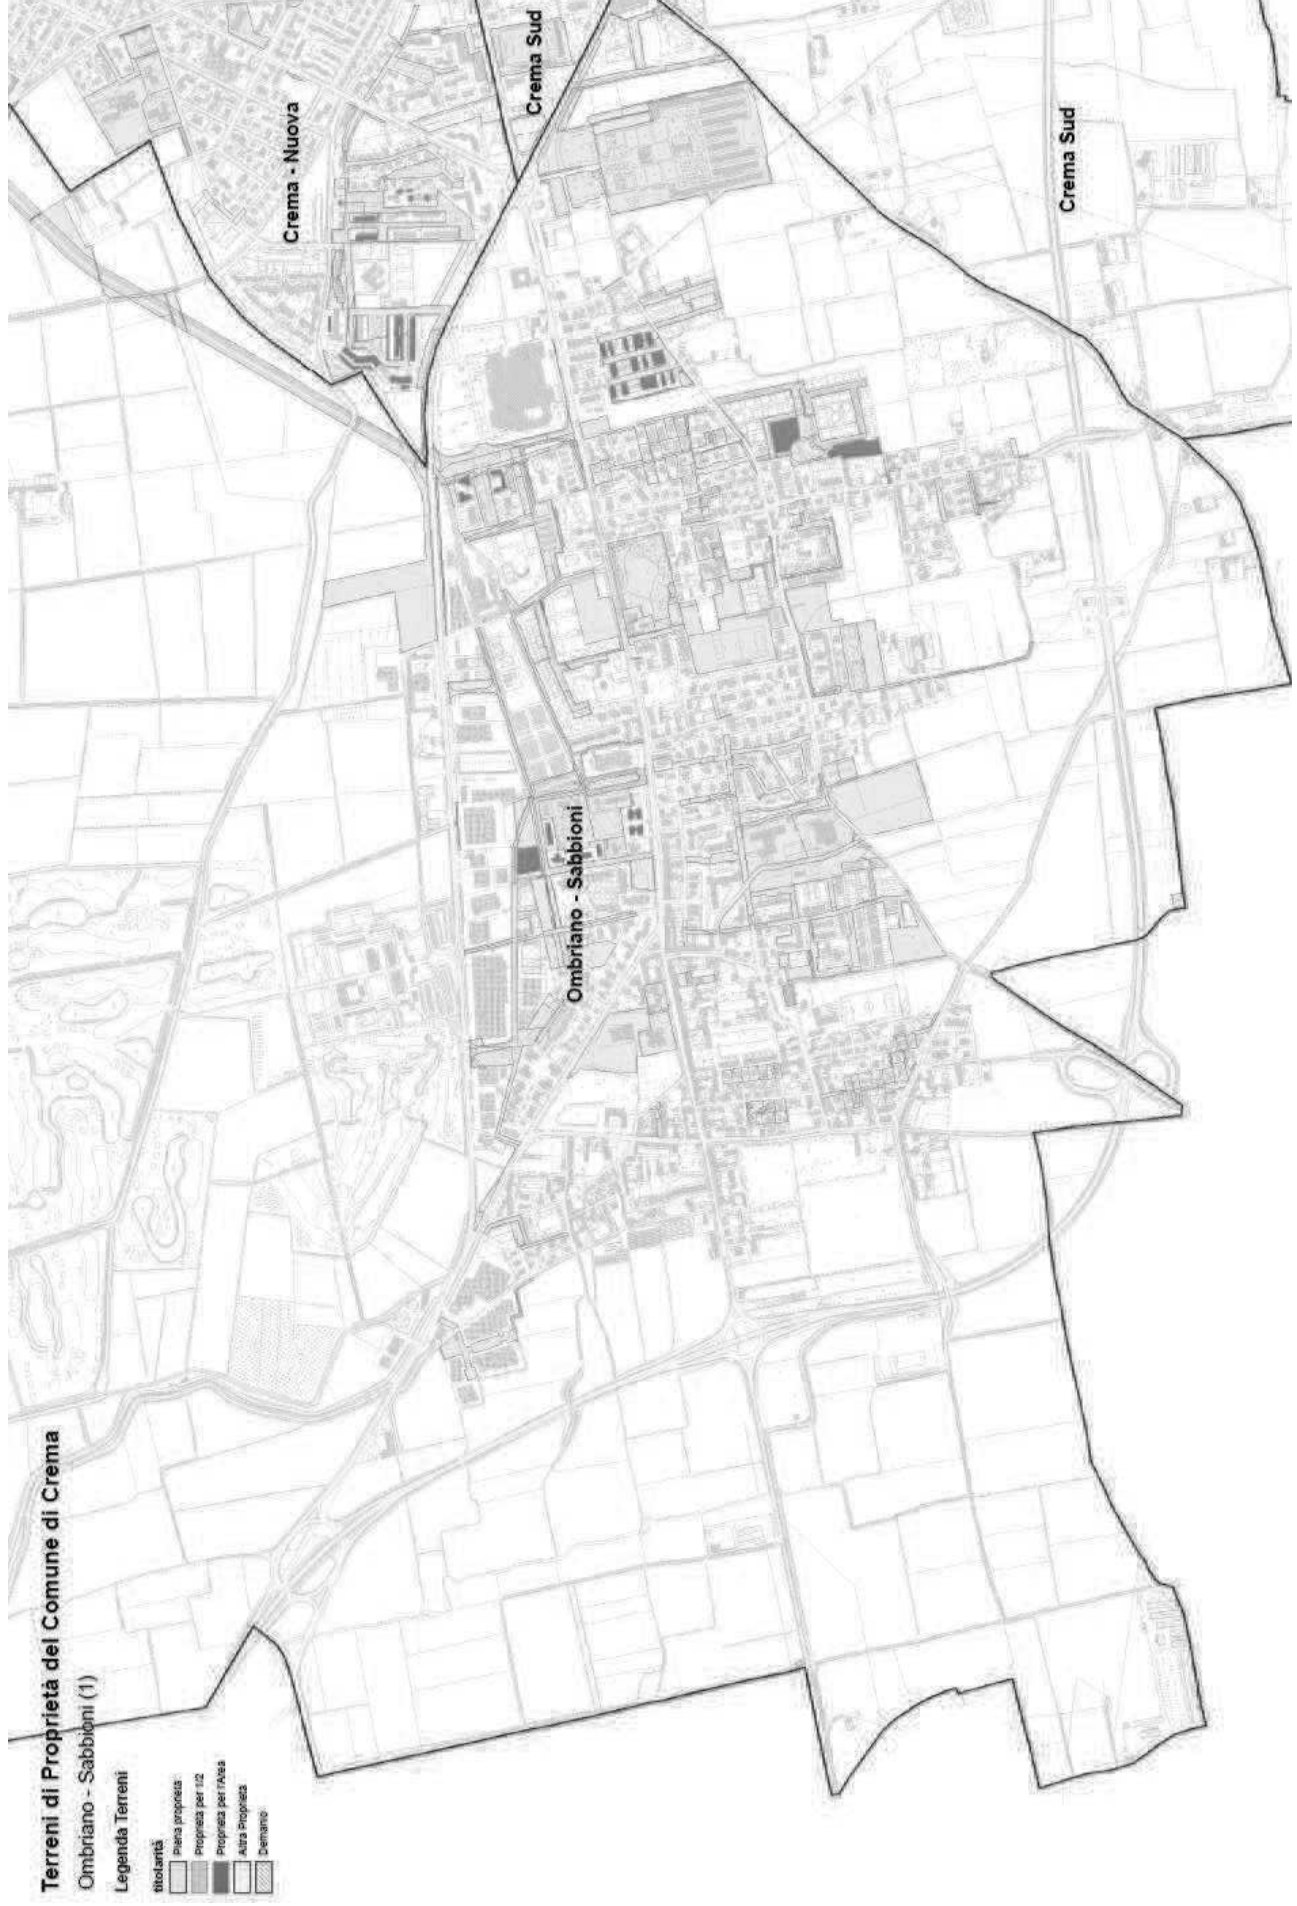 Terreni di Proprietà del Comune di Crema
Ombriano - Sabbioni (1)
Legenda Terreni
titolarità
Piena proprietà
Proprietà per 1/2
Proprietà per l'Area
Altra Proprietà
Demanio
Crema - Nuova
Crema Sud
Crema Sud
Ombriano - Sabbioni